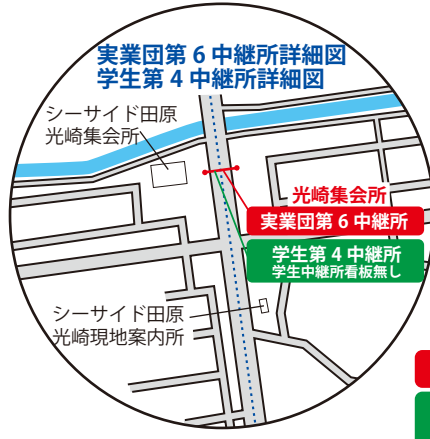 実業団第6中継所詳細図
学生第4中継所詳細図
シーサイド田原
光崎集会所
光崎集会所
実業団第6中継所
学生第4中継所
学生中継所看板無し
シーサイド田原
光崎現地案内所